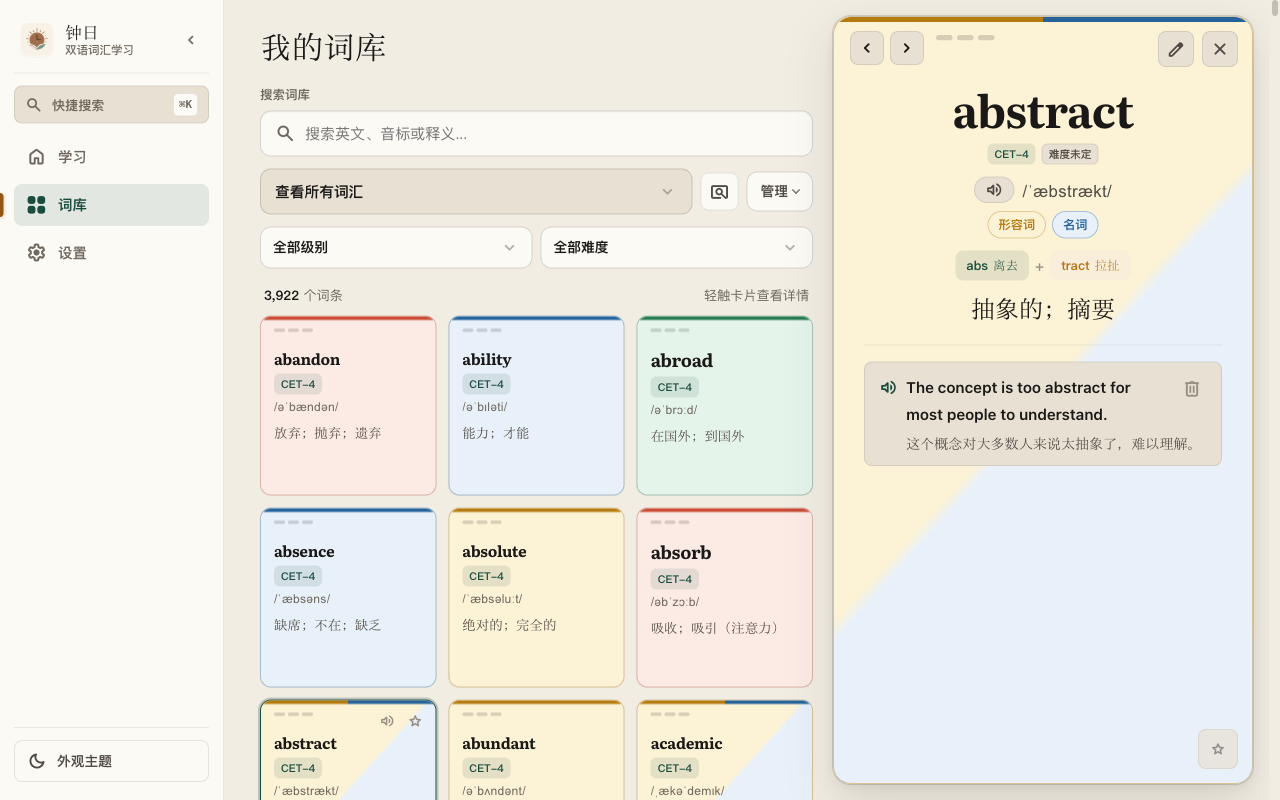 钟日
双语词汇学习
快捷搜索
⌘K
学习
词库
设置
外观主题
我的词库
搜索词库
搜索英文、音标或释义...
查看所有词汇
管理
全部级别
全部难度
3,922 个词条
轻触卡片查看详情
abandon
CET–4
/əˈbændən/
放弃；抛弃；遗弃
ability
CET–4
/əˈbɪləti/
能力；才能
abroad
CET–4
/əˈbrɔːd/
在国外；到国外
absence
CET–4
/ˈæbsəns/
缺席；不在；缺乏
absolute
CET–4
/ˈæbsəluːt/
绝对的；完全的
absorb
CET–4
/əbˈzɔːb/
吸收；吸引（注意力）
abstract
CET–4
/ˈæbstrækt/
abundant
CET–4
/əˈbʌndənt/
academic
CET–4
/ˌækəˈdemɪk/
abstract
CET–4 难度未定
/ˈæbstrækt/
形容词 名词
abs 离去 + tract 拉扯
抽象的；摘要
The concept is too abstract for
most people to understand.
这个概念对大多数人来说太抽象了，难以理解。